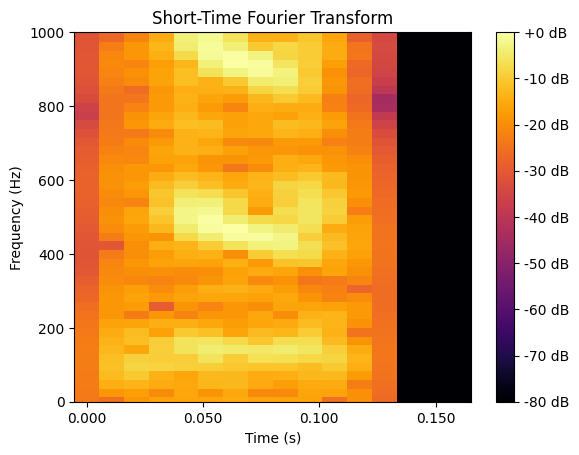 Short-Time Fourier Transform
1000
800
600
400
200
0
Frequency (Hz)
0.000
0.050
0.100
0.150
Time (s)
+0 dB
-10 dB
-20 dB
-30 dB
-40 dB
-50 dB
-60 dB
-70 dB
-80 dB